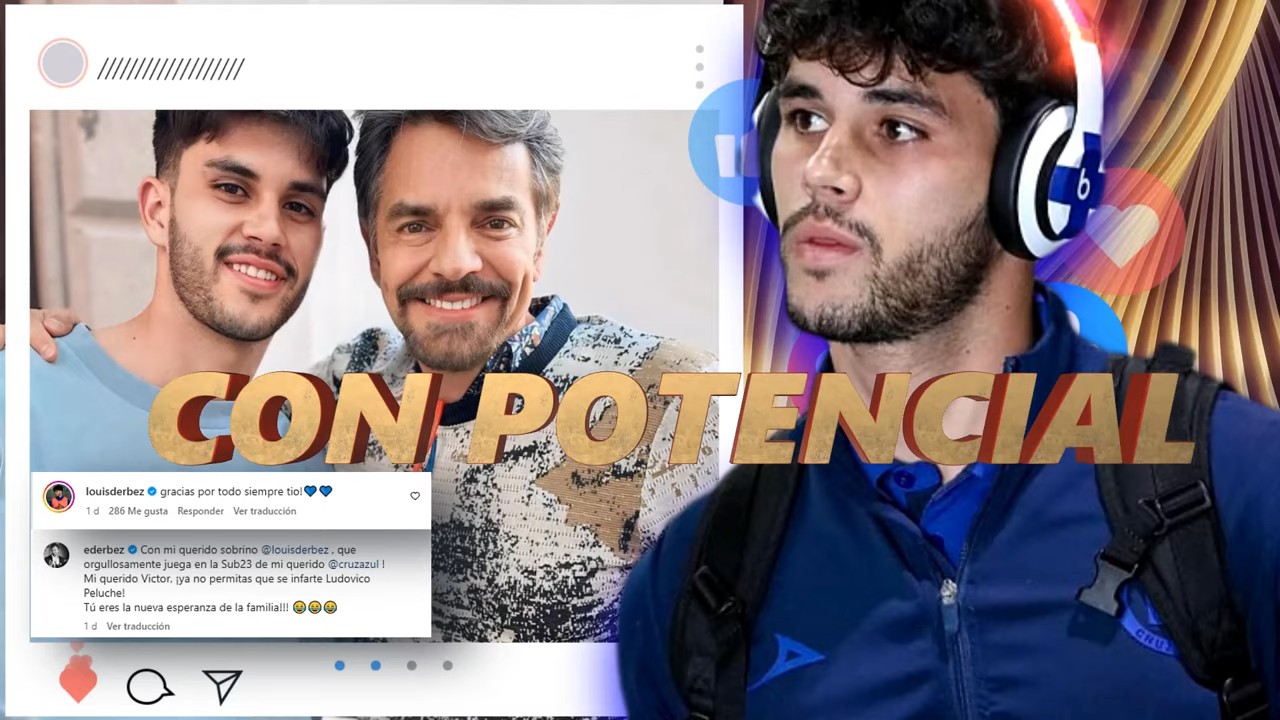 //////////////////
CON POTENCIAL
louisderbez gracias por todo siempre tio!💙💙
1 d 286 Me gusta Responder Ver traducción
ederbez Con mi querido sobrino @louisderbez , que
orgullosamente juega en la Sub23 de mi querido @cruzazul !
Mi querido Victor, ¡ya no permitas que se infarte Ludovico
Peluche!
Tú eres la nueva esperanza de la familia!!! 😂😂😂
1 d Ver traducción
b
CRUZ